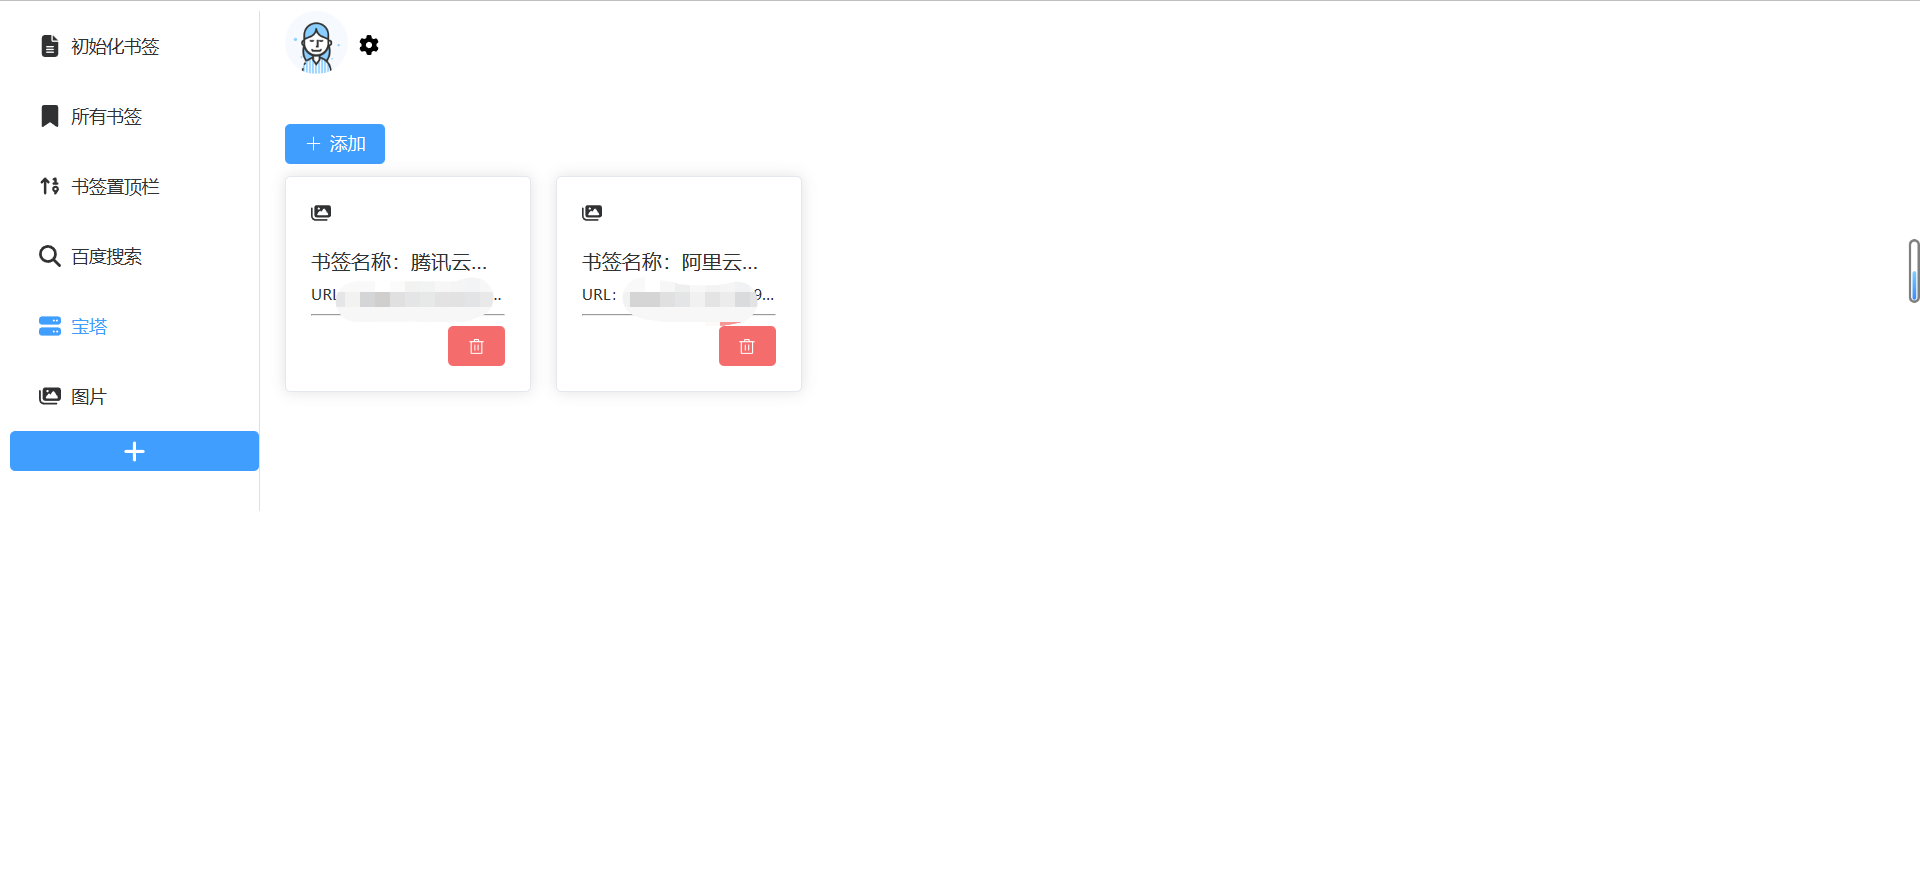 初始化书签
所有书签
书签置顶栏
百度搜索
宝塔
图片
添加
书签名称：腾讯云...
URL
...
书签名称：阿里云...
URL：
9...